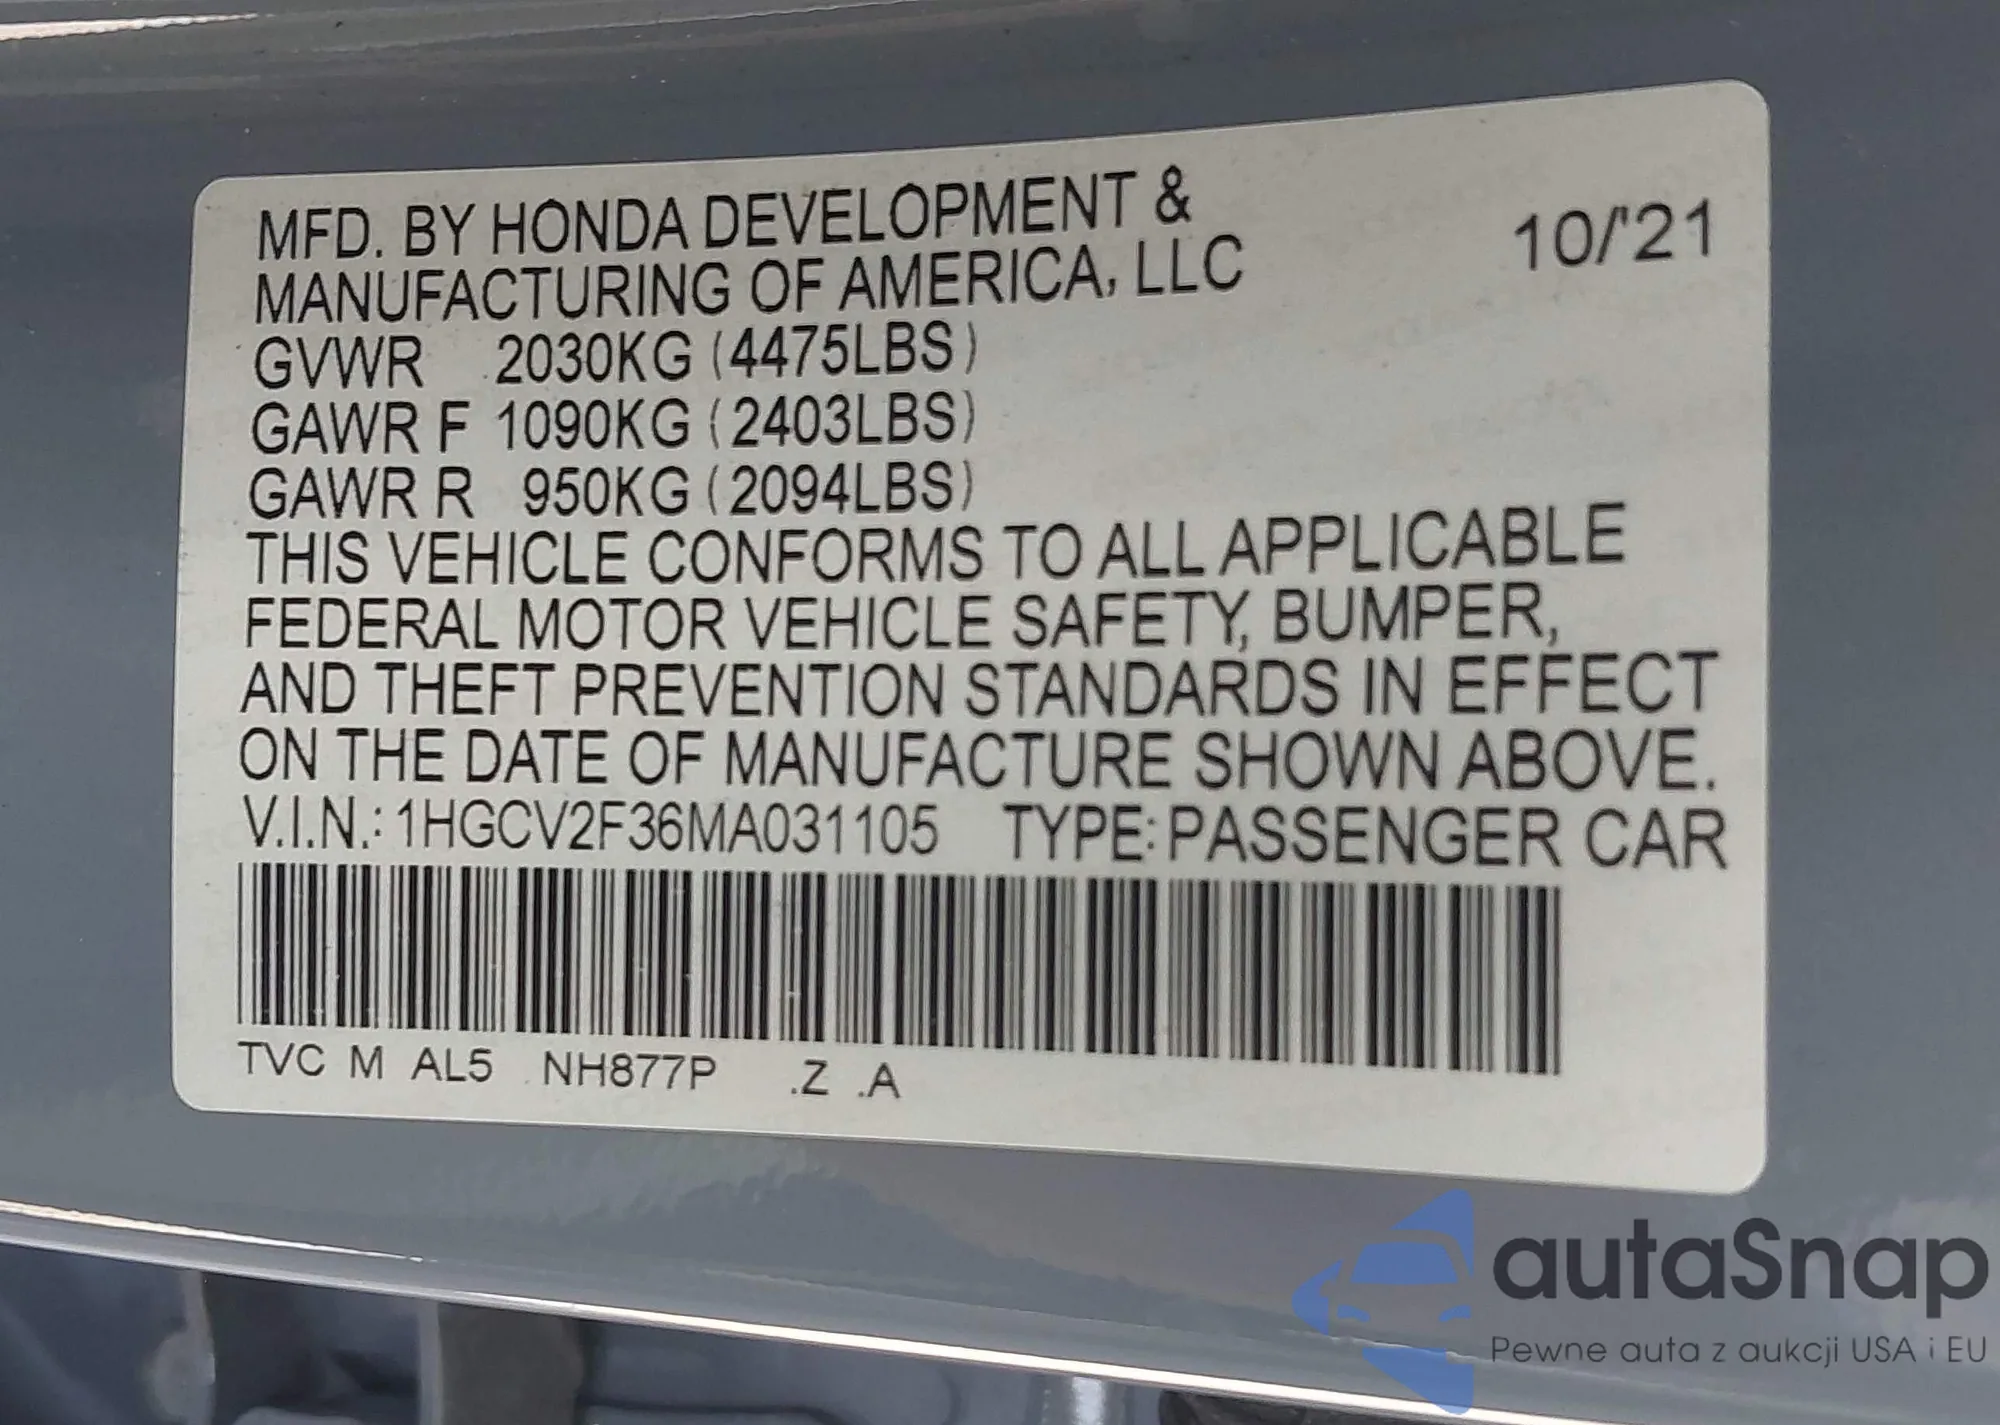 MFD. BY HONDA DEVELOPMENT &
MANUFACTURING OF AMERICA, LLC
10/'21
GVWR 2030KG (4475LBS)
GAWR F 1090KG (2403LBS)
GAWR R 950KG (2094LBS)
THIS VEHICLE CONFORMS TO ALL APPLICABLE
FEDERAL MOTOR VEHICLE SAFETY, BUMPER,
AND THEFT PREVENTION STANDARDS IN EFFECT
ON THE DATE OF MANUFACTURE SHOWN ABOVE.
V.I.N.: 1HGCV2F36MA031105 TYPE: PASSENGER CAR
TVC M AL5 NH877P .Z .A
autaSnap
Pewne auta z aukcji USA i EU